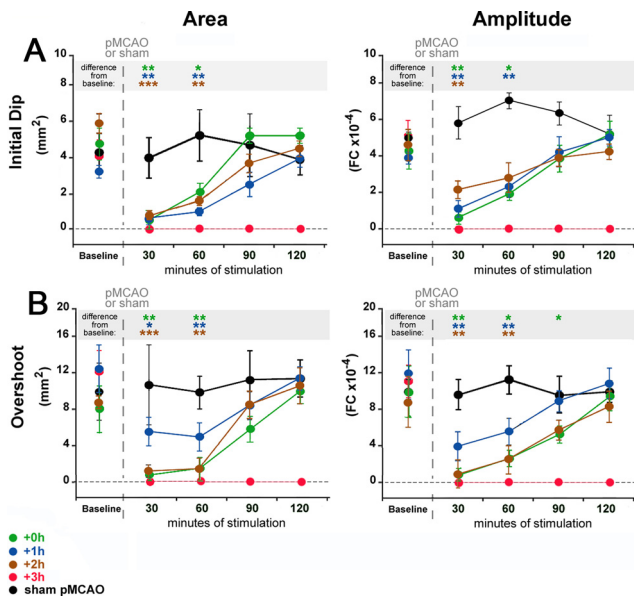 Area
Amplitude
A
pMCAO
or sham
difference
from
baseline:
** *
** **
*** **
Initial Dip
(mm²)
10
8
6
4
2
0
Baseline
30 60 90 120
minutes of stimulation
pMCAO
or sham
difference
from
baseline:
** *
** **
**
(FC x10-⁴)
10
8
6
4
2
0
Baseline
30 60 90 120
minutes of stimulation
B
pMCAO
or sham
difference
from
baseline:
** **
* **
*** **
Overshoot
(mm²)
20
16
12
8
4
0
Baseline
30 60 90 120
minutes of stimulation
pMCAO
or sham
difference
from
baseline:
** * *
** **
** **
(FC x10-⁴)
20
16
12
8
4
0
Baseline
30 60 90 120
minutes of stimulation
+0h
+1h
+2h
+3h
sham pMCAO